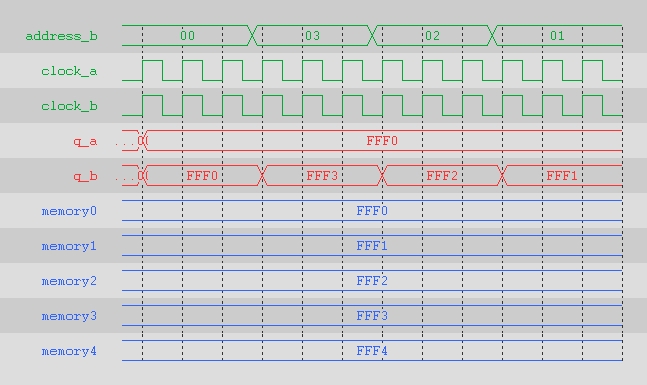 address_b 00 03 02 01
clock_a
clock_b
q_a ...0 FFF0
q_b ...0 FFF0 FFF3 FFF2 FFF1
memory0 FFF0
memory1 FFF1
memory2 FFF2
memory3 FFF3
memory4 FFF4